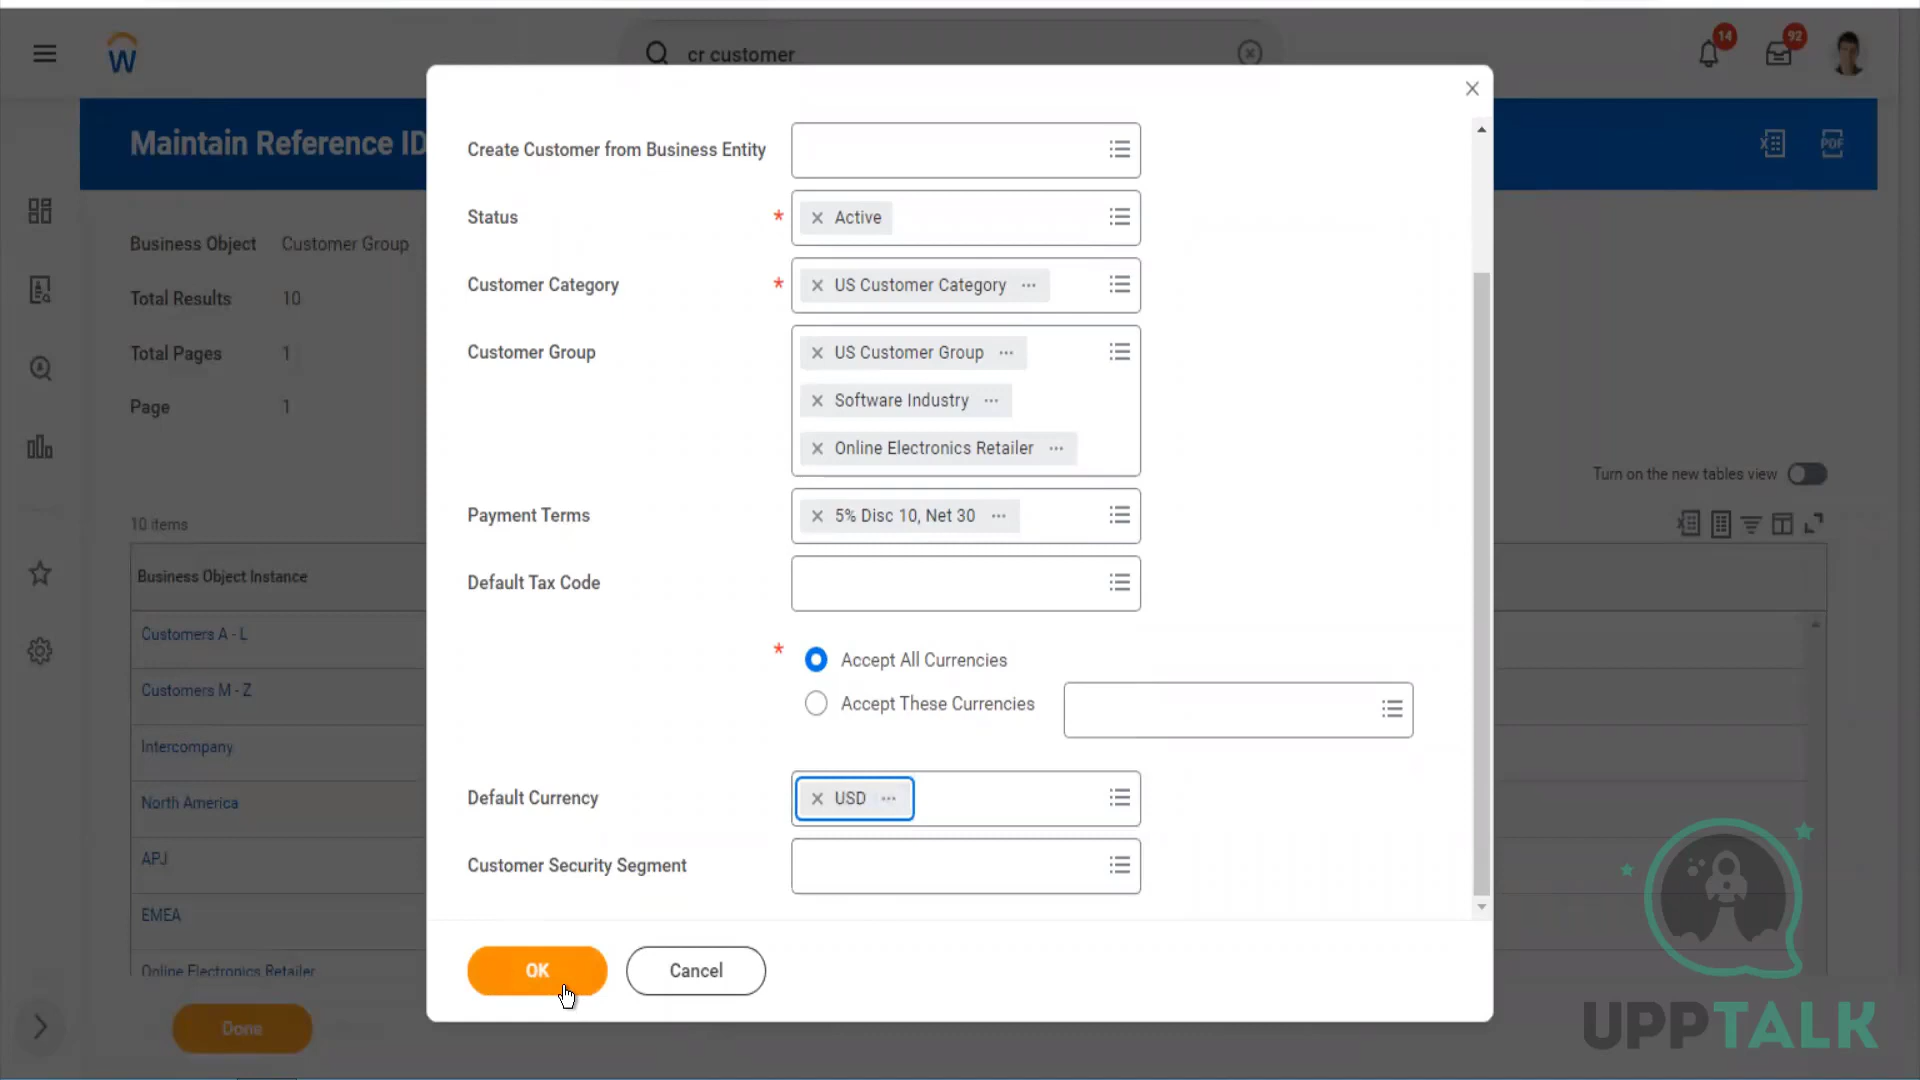 W
cr customer
14
92
Maintain Reference ID
PDF
Business Object Customer Group
Total Results 10
Total Pages 1
Page 1
Turn on the new tables view
10 items
Business Object Instance
Customers A - L
Customers M - Z
Intercompany
North America
APJ
EMEA
Online Electronics Retailer
Done
Create Customer from Business Entity
Status * Active
Customer Category * US Customer Category
Customer Group US Customer Group
Software Industry
Online Electronics Retailer
Payment Terms 5% Disc 10, Net 30
Default Tax Code
* Accept All Currencies
Accept These Currencies
Default Currency USD
Customer Security Segment
OK Cancel
UPPTALK